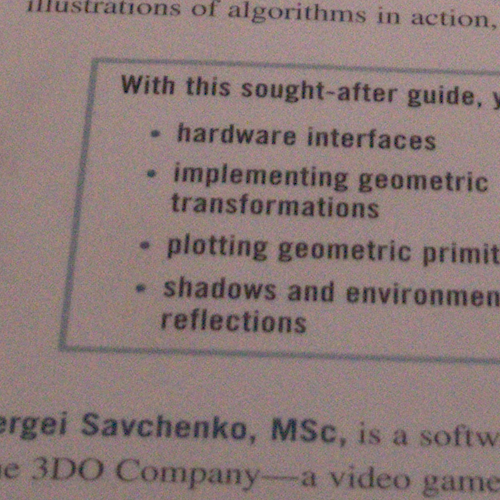 illustrations of algorithms in action,
With this sought-after guide,
• hardware interfaces
• implementing geometric
transformations
• plotting geometric primit
• shadows and environmen
reflections
ergei Savchenko, MSc, is a softw
e 3DO Company—a video game